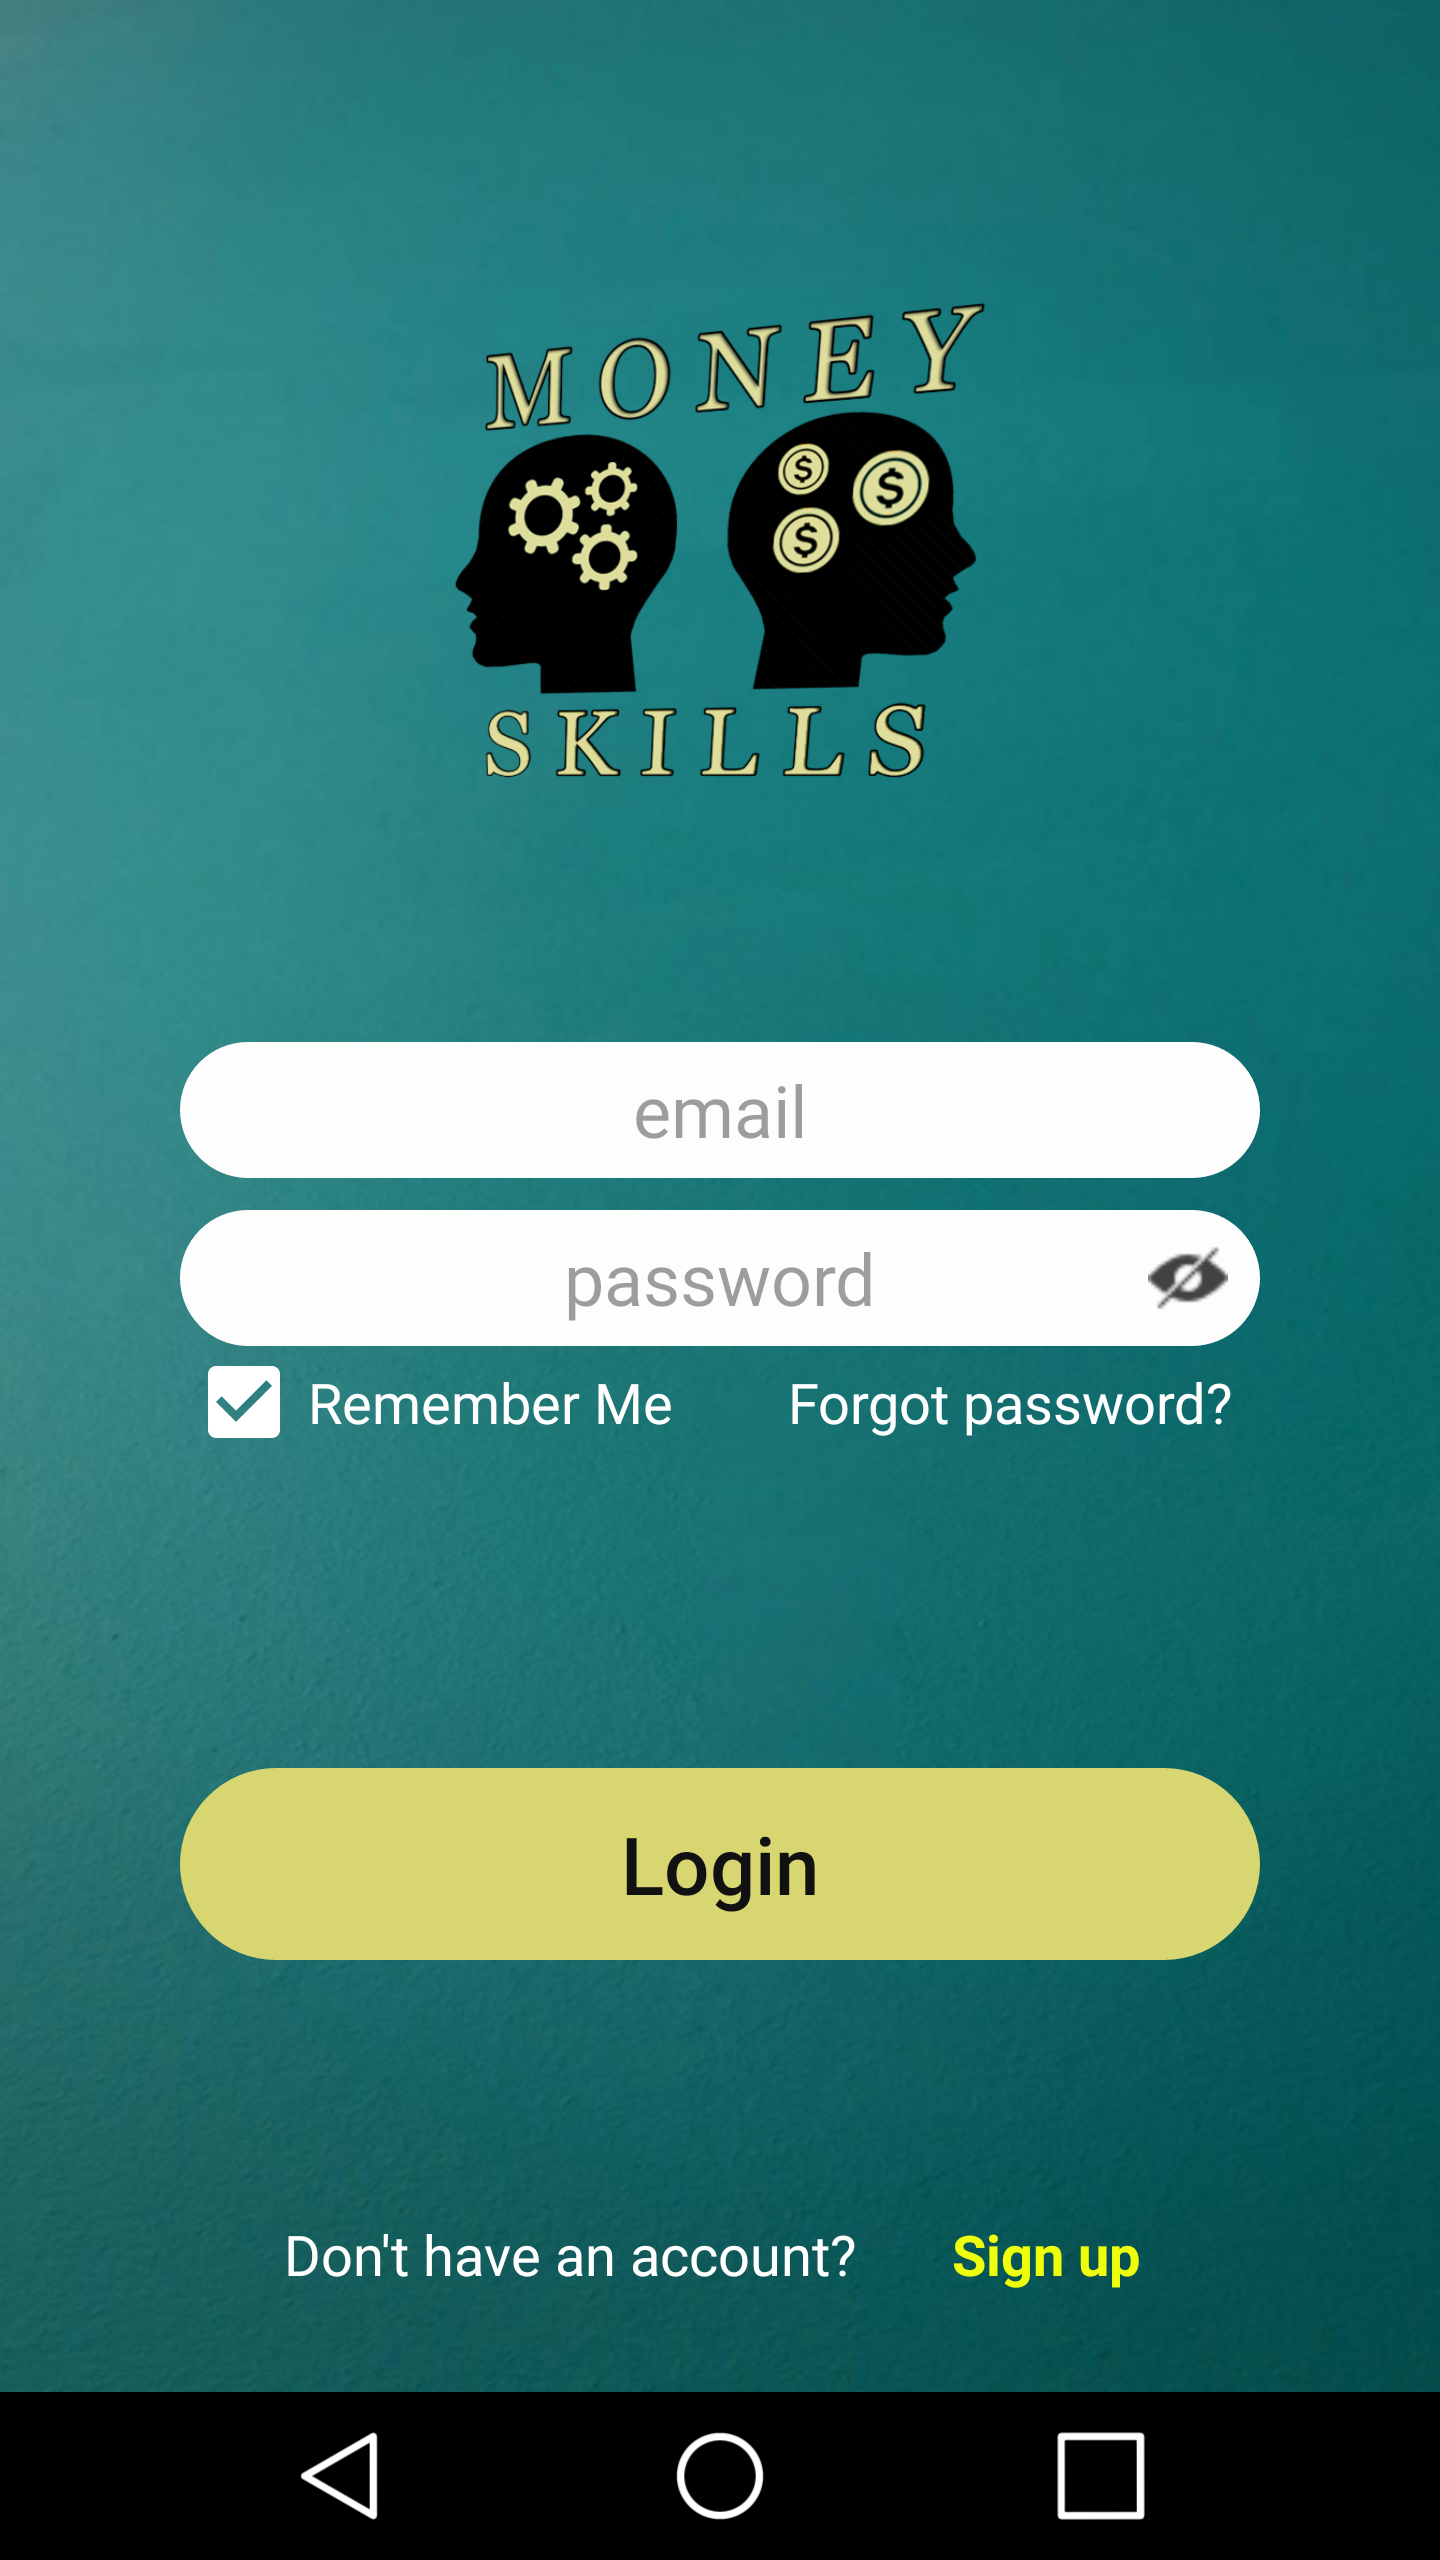 MONEY
$ $
$
SKILLS
email
password
Remember Me Forgot password?
Login
Don't have an account? Sign up